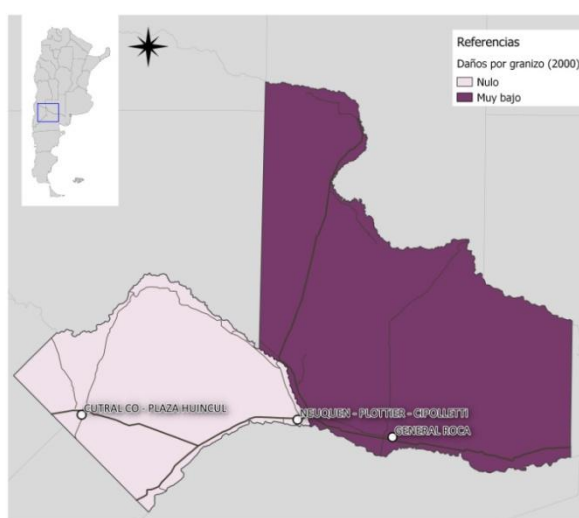 Referencias
Daños por granizo (2000)
Nulo
Muy bajo
CUTRAL CO - PLAZA HUINCUL
NEUQUEN - PLOTTIER - CIPOLLETTI
GENERAL ROCA